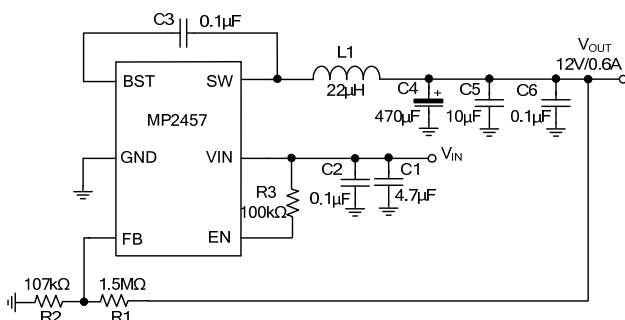 C3
0.1µF
BST
SW
MP2457
GND
VIN
FB
EN
L1
22µH
C4
+
470µF
C5
10µF
C6
0.1µF
VOUT
12V/0.6A
VIN
R3
100kΩ
C2
0.1µF
C1
4.7µF
107kΩ
R2
1.5MΩ
R1